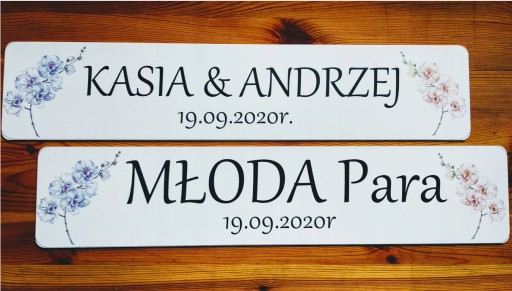 KASIA & ANDRZEJ
19.09.2020r.
MŁODA Para
19.09.2020r